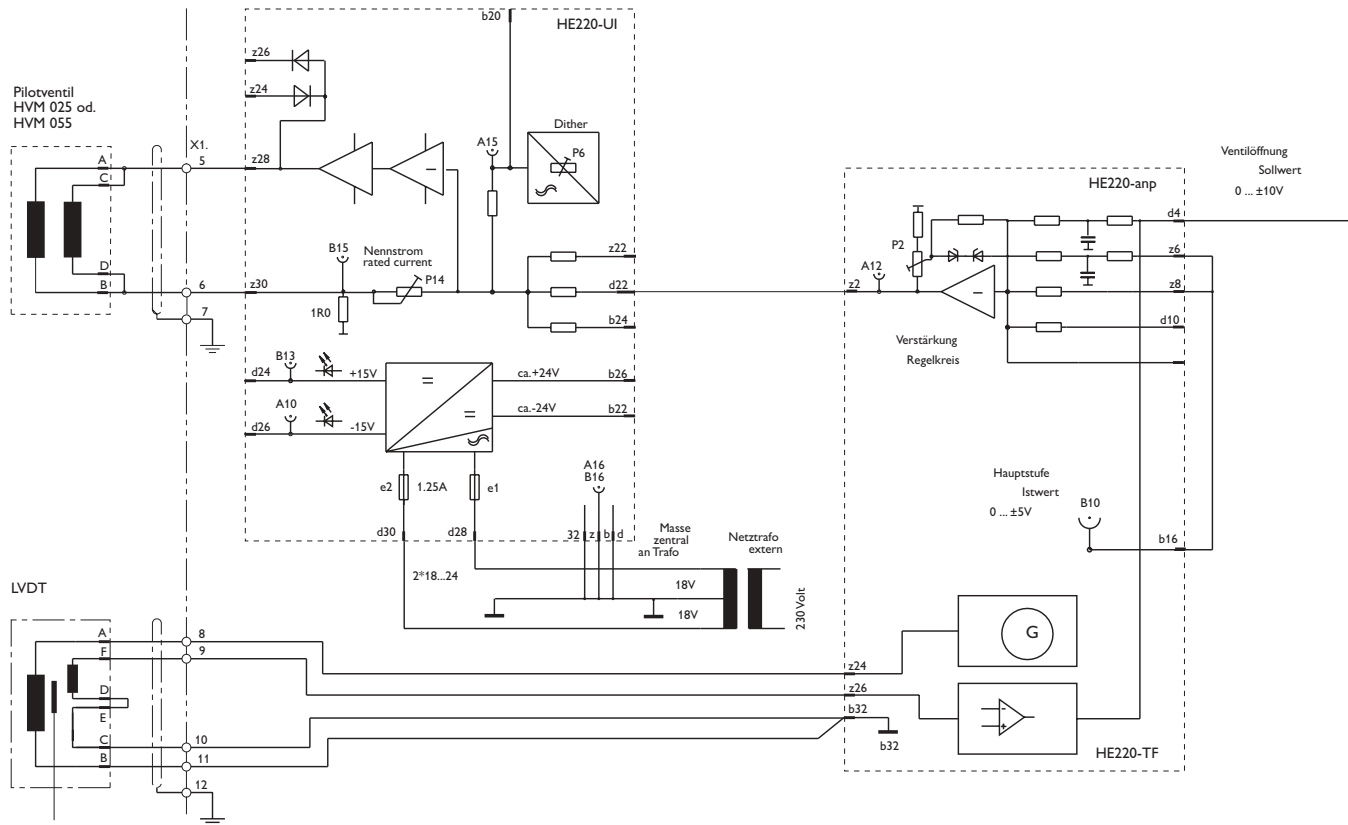 HE220-UI
b20
z26
z24
Pilotventil
HVM 025 od.
HVM 055
Dither
A15
P6
X1.
A
5
z28
C
Ventilöffnung
Sollwert
0 ... ±10V
HE220-anp
d4
B15
Nennstrom
rated current
P14
z22
P2
z6
A12
D
B
6
z30
d22
z2
z8
7
1R0
b24
d10
Verstärkung
Regelkreis
B13
d24
+15V
=
ca.+24V
b26
A10
d26
-15V
=
ca.-24V
b22
A16
B16
e2
1.25A
e1
Hauptstufe
Istwert
0 ... ±5V
B10
d30
d28
32
z
b
d
Masse
zentral
an Trafo
Netztrafo
extern
b16
2*18...24
18V
18V
230 Volt
LVDT
A
8
F
9
G
z24
D
z26
E
-
+
b32
C
10
B
11
b32
HE220-TF
12